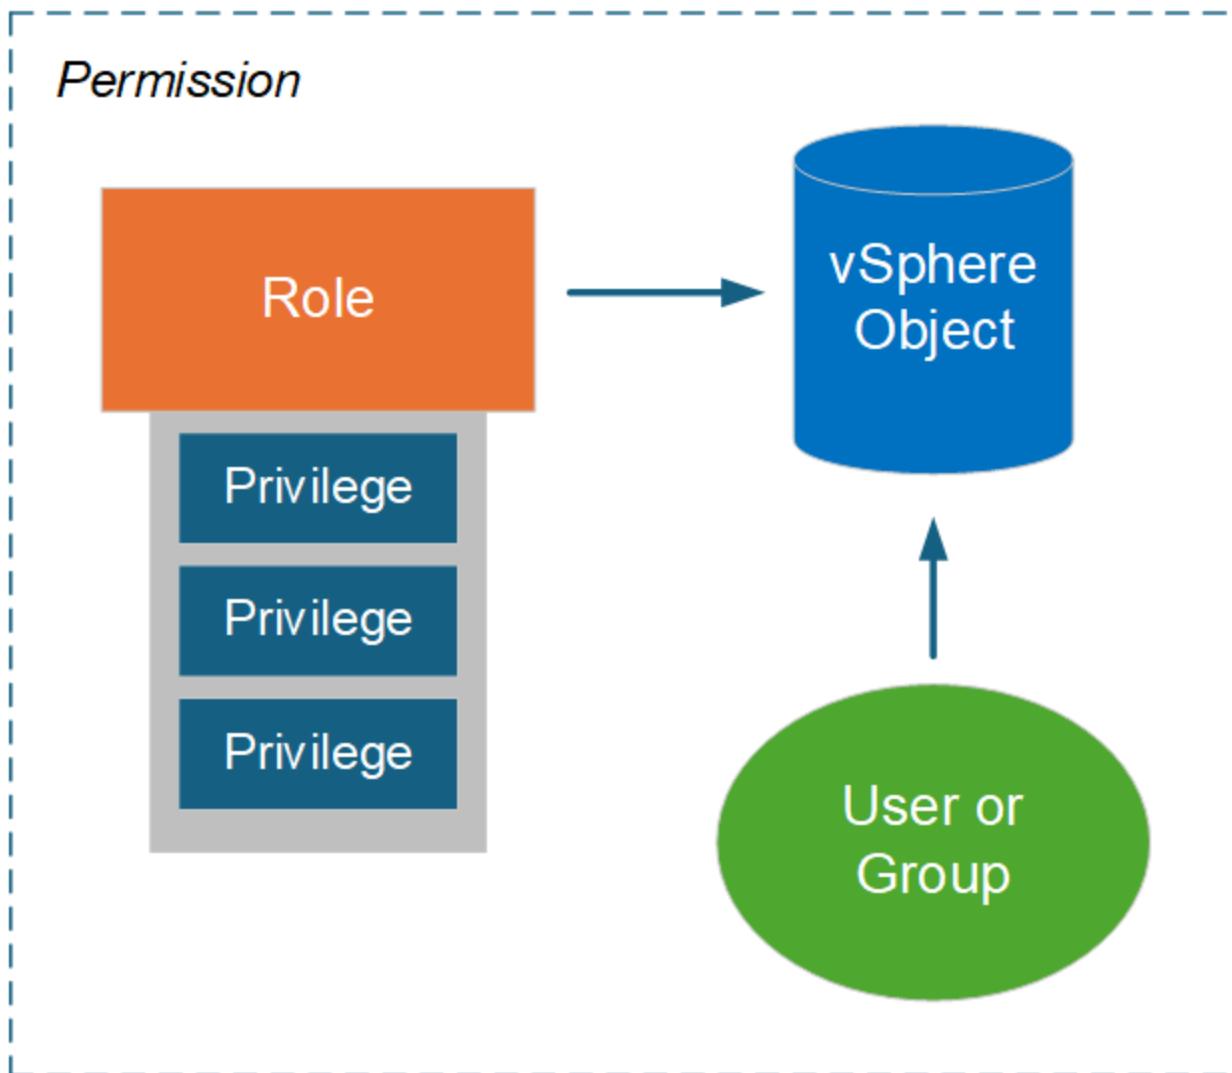 Permission
Role
vSphere
Object
Privilege
Privilege
Privilege
User or
Group